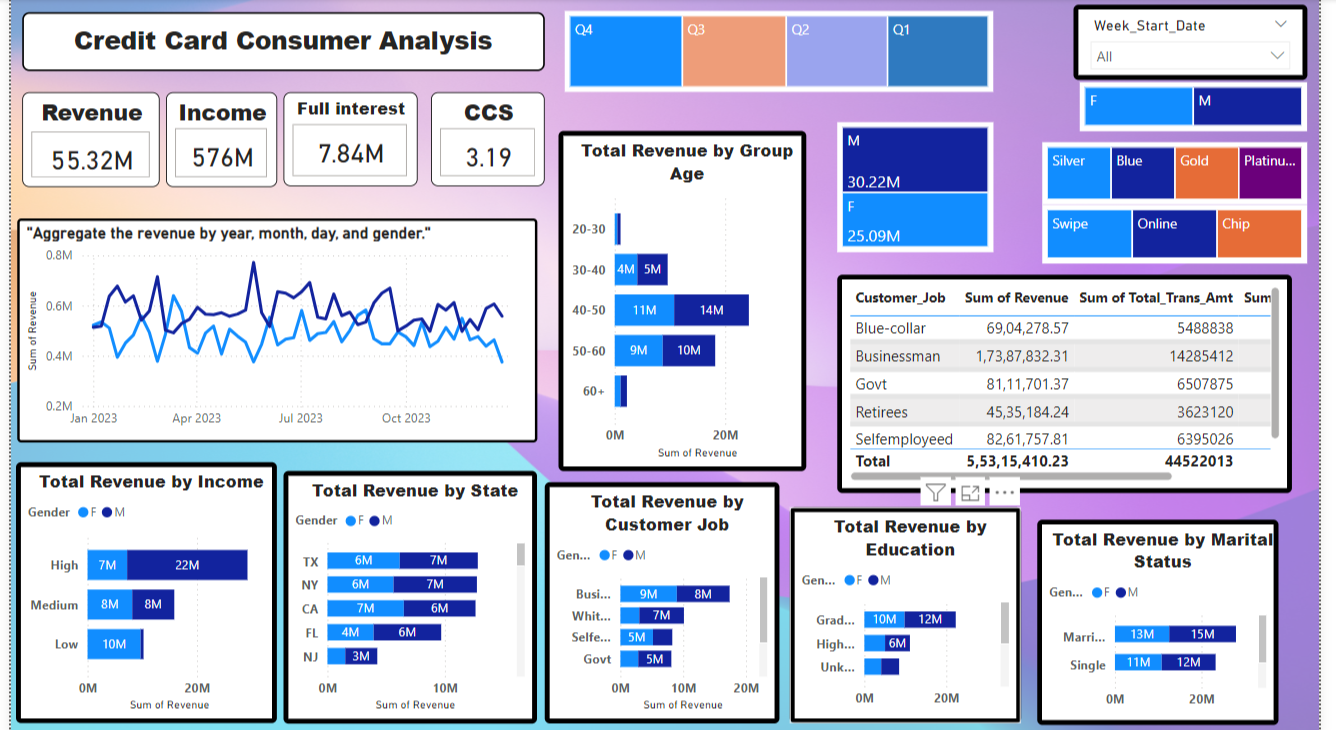 Credit Card Consumer Analysis
Q4
Q3
Q2
Q1
Week_Start_Date
All
F
M
Revenue
55.32M
Income
576M
Full interest
7.84M
CCS
3.19
Silver
Blue
Gold
Platinu...
Swipe
Online
Chip
M
30.22M
F
25.09M
Total Revenue by Group
Age
20-30
30-40
4M
5M
40-50
11M
14M
50-60
9M
10M
60+
0M
20M
Sum of Revenue
"Aggregate the revenue by year, month, day, and gender."
0.8M
0.6M
0.4M
0.2M
Sum of Revenue
Jan 2023
Apr 2023
Jul 2023
Oct 2023
Customer_Job Sum of Revenue Sum of Total_Trans_Amt Sum
Blue-collar 69,04,278.57 5488838
Businessman 1,73,87,832.31 14285412
Govt 81,11,701.37 6507875
Retirees 45,35,184.24 3623120
Selfemployeed 82,61,757.81 6395026
Total 5,53,15,410.23 44522013
Total Revenue by Income
Gender F M
High 7M 22M
Medium 8M 8M
Low 10M
0M 20M
Sum of Revenue
Total Revenue by State
Gender F M
TX 6M 7M
NY 6M 7M
CA 7M 6M
FL 4M 6M
NJ 3M
0M 10M
Sum of Revenue
Total Revenue by
Customer Job
Gen... F M
Busi... 9M 8M
Whit... 7M
Selfe... 5M
Govt 5M
0M 10M 20M
Sum of Revenue
Total Revenue by
Education
Gen... F M
Grad... 10M 12M
High... 6M
Unk...
0M 20M
Total Revenue by Marital
Status
Gen... F M
Marri... 13M 15M
Single 11M 12M
0M 20M